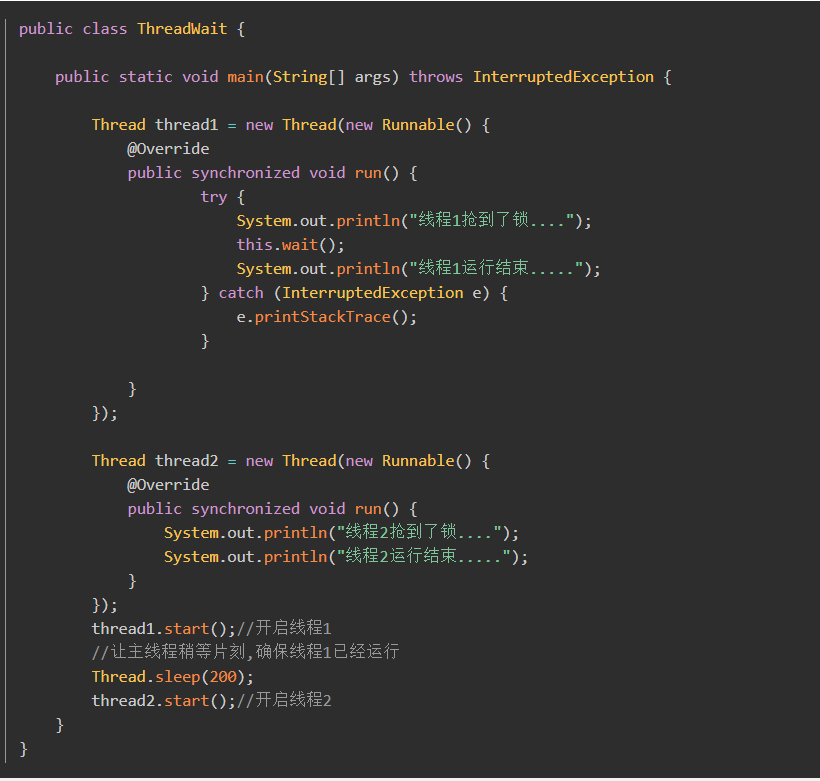 public class ThreadWait {
public static void main(String[] args) throws InterruptedException {
Thread thread1 = new Thread(new Runnable() {
@Override
public synchronized void run() {
try {
System.out.println("线程1抢到了锁....");
this.wait();
System.out.println("线程1运行结束.....");
} catch (InterruptedException e) {
e.printStackTrace();
}
}
});
Thread thread2 = new Thread(new Runnable() {
@Override
public synchronized void run() {
System.out.println("线程2抢到了锁....");
System.out.println("线程2运行结束.....");
}
});
thread1.start();//开启线程1
//让主线程稍等片刻,确保线程1已经运行
Thread.sleep(200);
thread2.start();//开启线程2
}
}